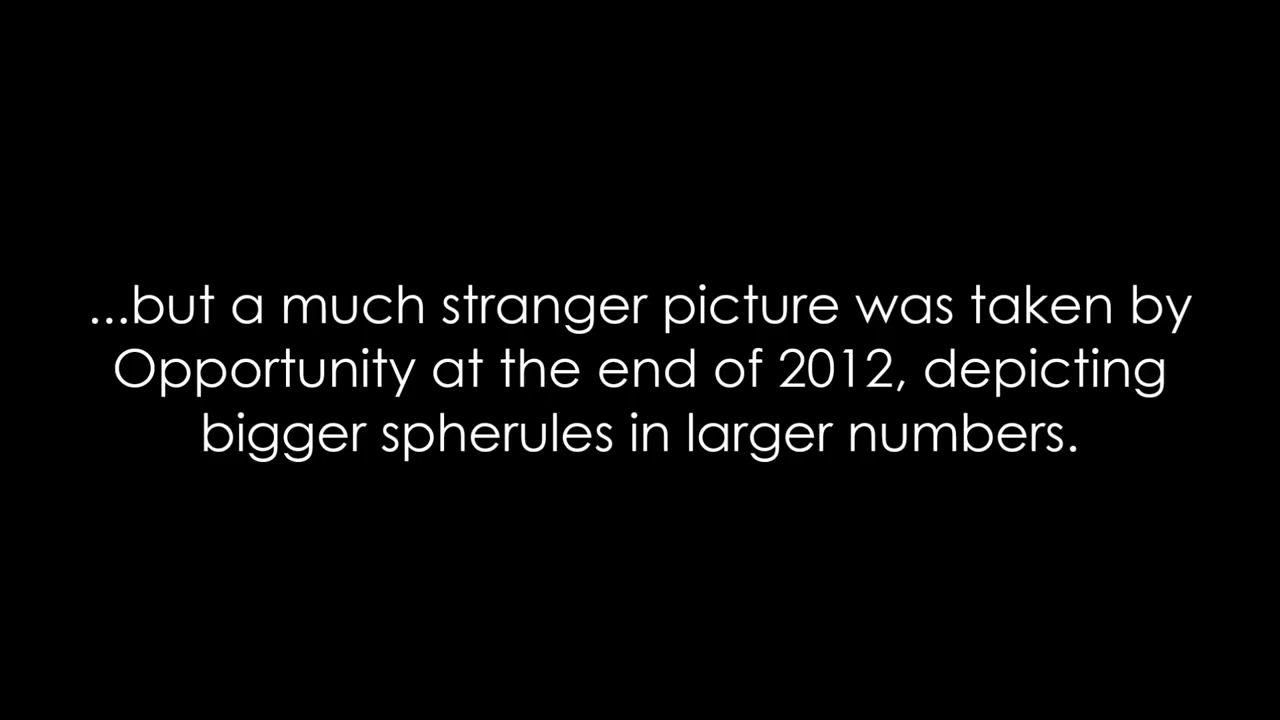 ...but a much stranger picture was taken by
Opportunity at the end of 2012, depicting
bigger spherules in larger numbers.